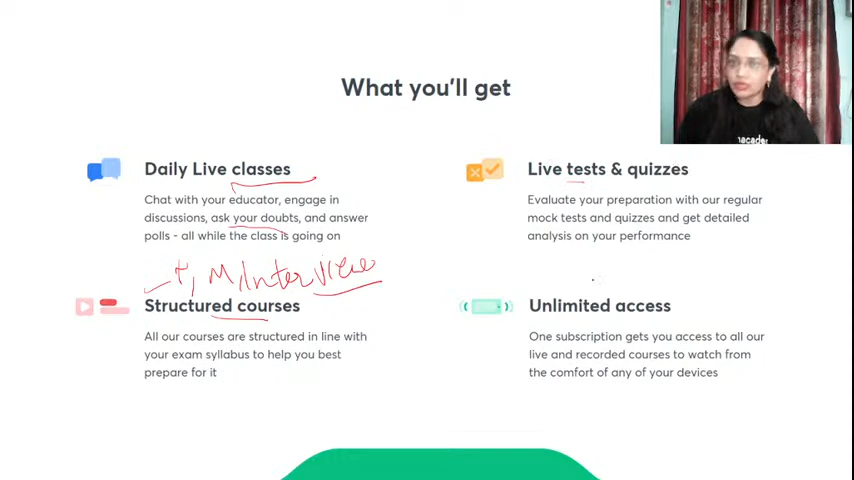 What you'll get
Daily Live classes
Chat with your educator, engage in
discussions, ask your doubts, and answer
polls - all while the class is going on
Live tests & quizzes
Evaluate your preparation with our regular
mock tests and quizzes and get detailed
analysis on your performance
P, M, Interview
Structured courses
All our courses are structured in line with
your exam syllabus to help you best
prepare for it
Unlimited access
One subscription gets you access to all our
live and recorded courses to watch from
the comfort of any of your devices
nacade